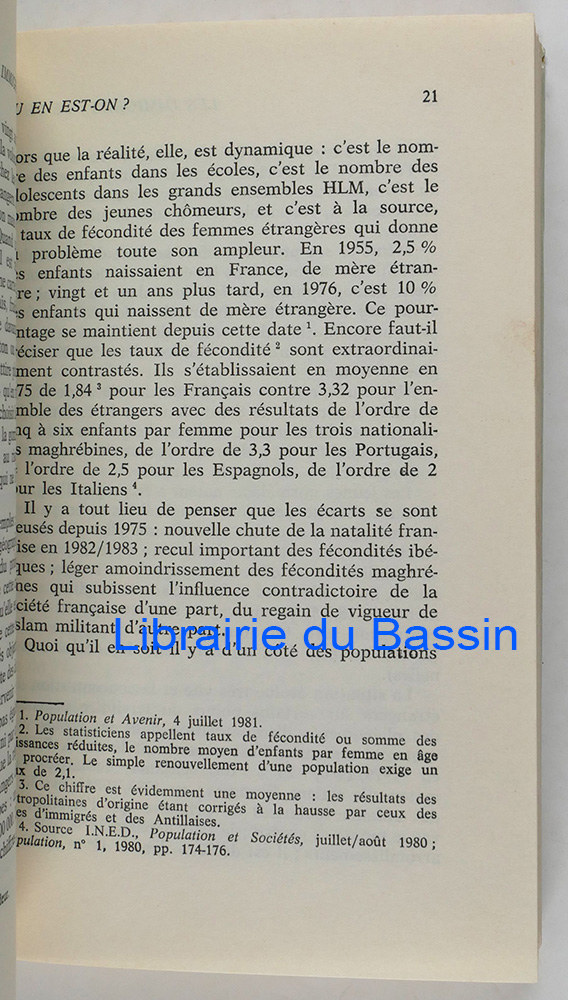 U EN EST-ON ?
21
ors que la réalité, elle, est dynamique : c'est le nom-
e des enfants dans les écoles, c'est le nombre des
olescents dans les grands ensembles HLM, c'est le
mbre des jeunes chômeurs, et c'est à la source,
taux de fécondité des femmes étrangères qui donne
problème toute son ampleur. En 1955, 2,5 %
s enfants naissaient en France, de mère étran-
re ; vingt et un ans plus tard, en 1976, c'est 10 %
s enfants qui naissent de mère étrangère. Ce pour-
ntage se maintient depuis cette date ¹. Encore faut-il
éciser que les taux de fécondité ² sont extraordinai-
ment contrastés. Ils s'établissaient en moyenne en
75 de 1,84 ³ pour les Français contre 3,32 pour l'en-
mble des étrangers avec des résultats de l'ordre de
nq à six enfants par femme pour les trois nationali-
s maghrébines, de l'ordre de 3,3 pour les Portugais,
l'ordre de 2,5 pour les Espagnols, de l'ordre de 2
ur les Italiens ⁴.
Il y a tout lieu de penser que les écarts se sont
eusés depuis 1975 : nouvelle chute de la natalité fran-
ise en 1982/1983 ; recul important des fécondités ibé-
ques ; léger amoindrissement des fécondités maghré-
nes qui subissent l'influence contradictoire de la
ciété française d'une part, du regain de vigueur de
slam militant d'autre part.
Librairie du Bassin
Quoi qu'il en soit il y a d'un côté des populations
1. Population et Avenir, 4 juillet 1981.
2. Les statisticiens appellent taux de fécondité ou somme des
issances réduites, le nombre moyen d'enfants par femme en âge
procréer. Le simple renouvellement d'une population exige un
ux de 2,1.
3. Ce chiffre est évidemment une moyenne : les résultats des
tropolitaines d'origine étant corrigés à la hausse par ceux des
es d'immigrés et des Antillaises.
4. Source I.N.E.D., Population et Sociétés, juillet/août 1980 ;
pulation, n° 1, 1980, pp. 174-176.